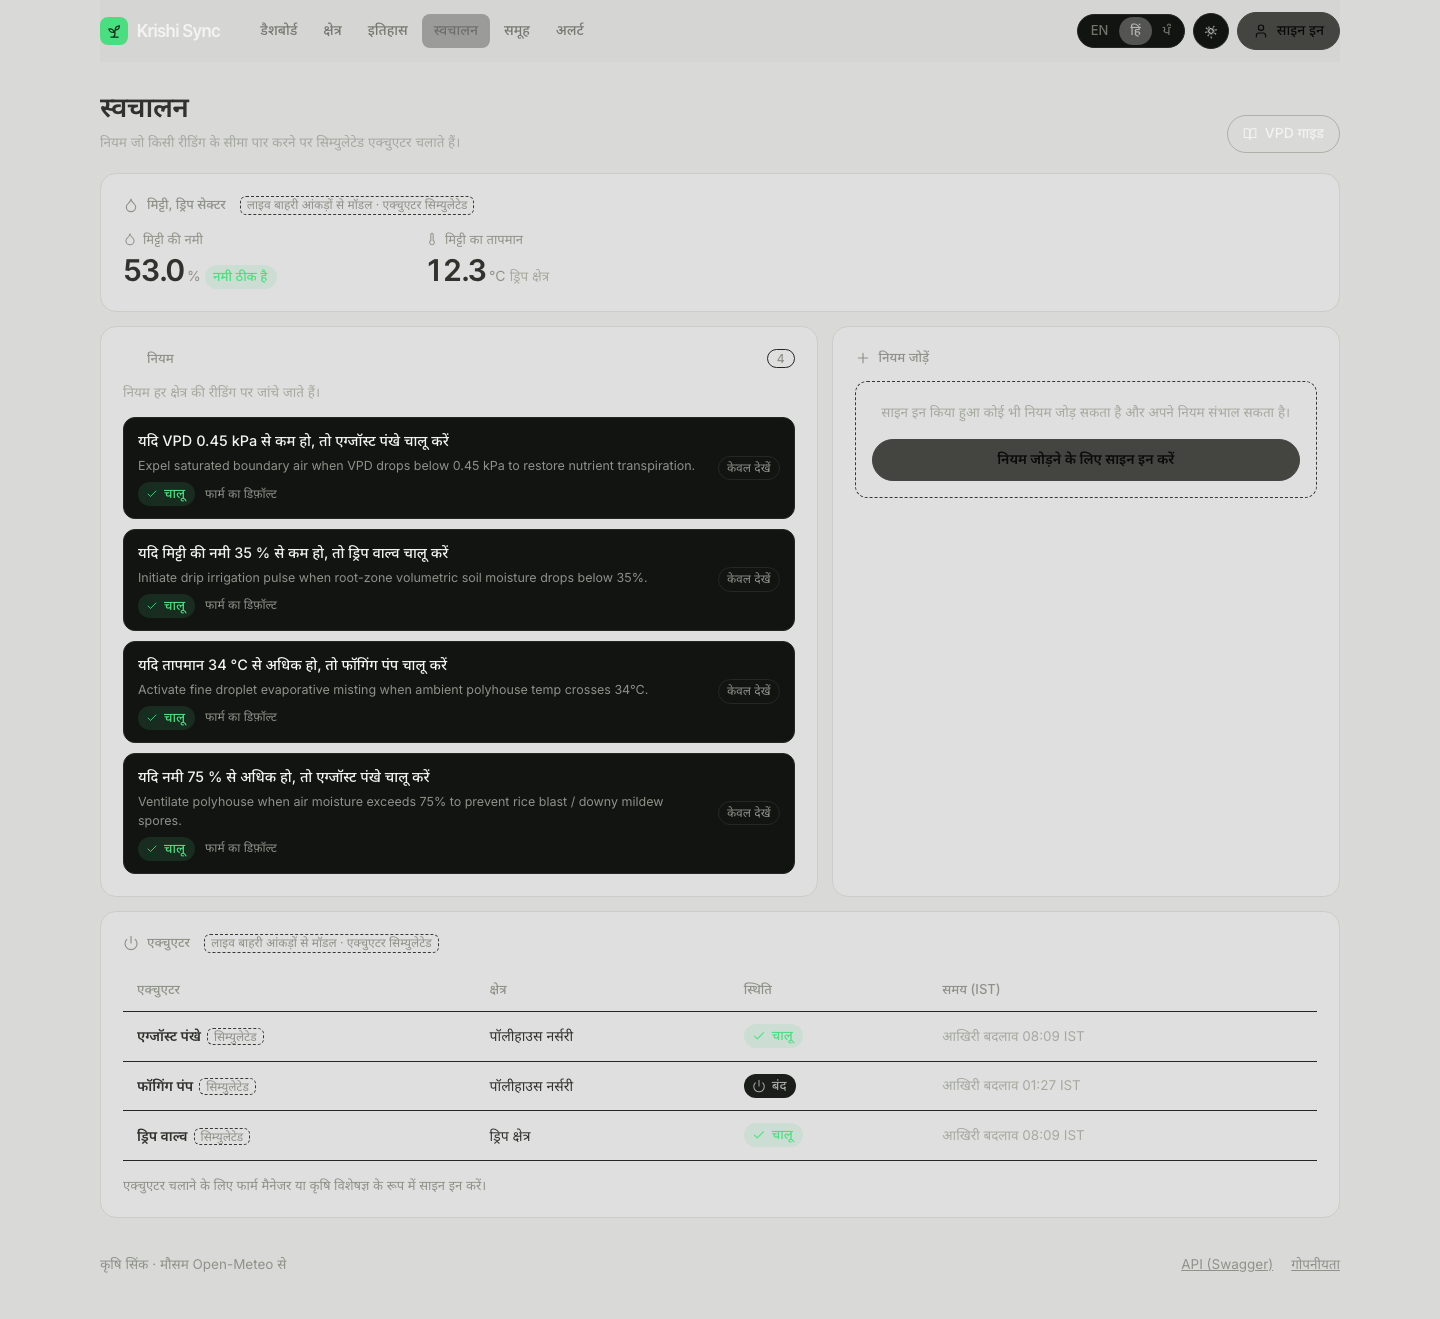 Krishi Sync
डैशबोर्ड
क्षेत्र
इतिहास
स्वचालन
समूह
अलर्ट
EN
हिं
ਪੰ
साइन इन
स्वचालन
नियम जो किसी रीडिंग के सीमा पार करने पर सिम्युलेटेड एक्चुएटर चलाते हैं।
VPD गाइड
मिट्टी, ड्रिप सेक्टर
लाइव बाहरी आंकड़ों से मॉडल · एक्चुएटर सिम्युलेटेड
मिट्टी की नमी
मिट्टी का तापमान
53.0 % नमी ठीक है
12.3 °C ड्रिप क्षेत्र
नियम
4
नियम हर क्षेत्र की रीडिंग पर जांचे जाते हैं।
यदि VPD 0.45 kPa से कम हो, तो एग्जॉस्ट पंखे चालू करें
Expel saturated boundary air when VPD drops below 0.45 kPa to restore nutrient transpiration.
केवल देखें
चालू
फार्म का डिफ़ॉल्ट
यदि मिट्टी की नमी 35 % से कम हो, तो ड्रिप वाल्व चालू करें
Initiate drip irrigation pulse when root-zone volumetric soil moisture drops below 35%.
केवल देखें
चालू
फार्म का डिफ़ॉल्ट
यदि तापमान 34 °C से अधिक हो, तो फॉगिंग पंप चालू करें
Activate fine droplet evaporative misting when ambient polyhouse temp crosses 34°C.
केवल देखें
चालू
फार्म का डिफ़ॉल्ट
यदि नमी 75 % से अधिक हो, तो एग्जॉस्ट पंखे चालू करें
Ventilate polyhouse when air moisture exceeds 75% to prevent rice blast / downy mildew
spores.
केवल देखें
चालू
फार्म का डिफ़ॉल्ट
नियम जोड़ें
साइन इन किया हुआ कोई भी नियम जोड़ सकता है और अपने नियम संभाल सकता है।
नियम जोड़ने के लिए साइन इन करें
एक्चुएटर
लाइव बाहरी आंकड़ों से मॉडल · एक्चुएटर सिम्युलेटेड
एक्चुएटर
क्षेत्र
स्थिति
समय (IST)
एग्जॉस्ट पंखे
सिम्युलेटेड
पॉलीहाउस नर्सरी
चालू
आखिरी बदलाव 08:09 IST
फॉगिंग पंप
सिम्युलेटेड
पॉलीहाउस नर्सरी
बंद
आखिरी बदलाव 01:27 IST
ड्रिप वाल्व
सिम्युलेटेड
ड्रिप क्षेत्र
चालू
आखिरी बदलाव 08:09 IST
एक्चुएटर चलाने के लिए फार्म मैनेजर या कृषि विशेषज्ञ के रूप में साइन इन करें।
कृषि सिंक · मौसम Open-Meteo से
API (Swagger)
गोपनीयता